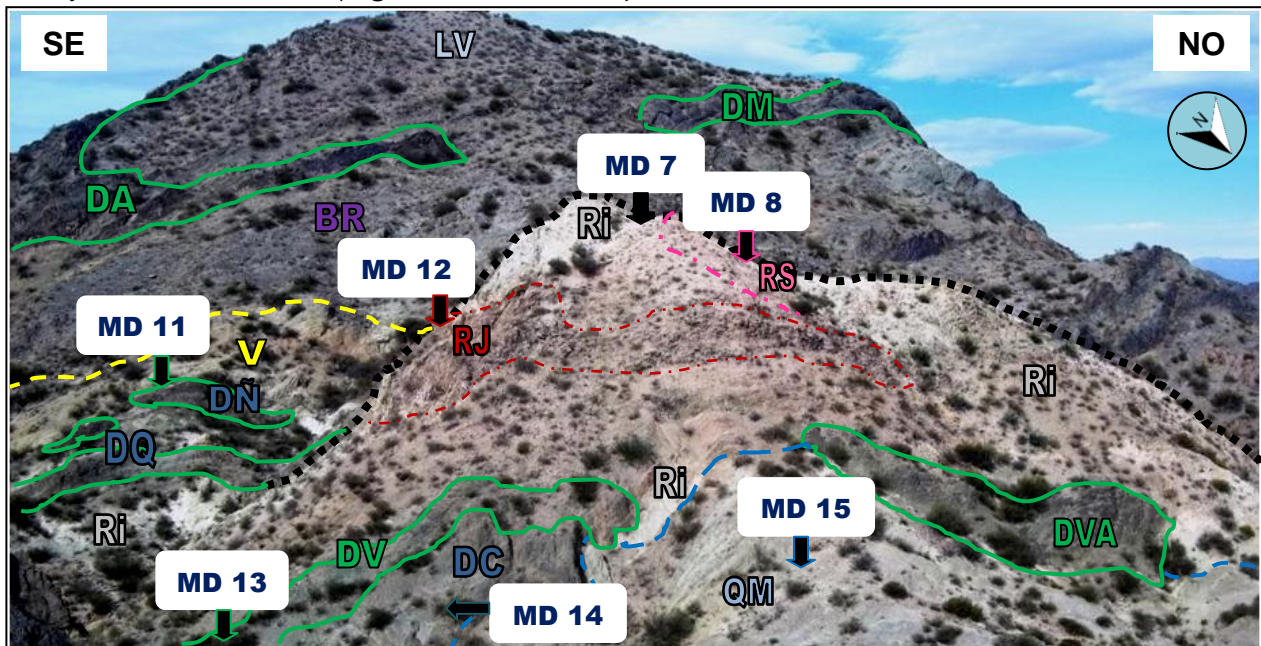 SE
LV
NO
DM
N
MD 7
DA
MD 8
BR
Ri
MD 12
RS
MD 11
RJ
V
Ri
DÑ
DQ
Ri
MD 15
Ri
DV
DVA
DC
MD 13
QM
MD 14